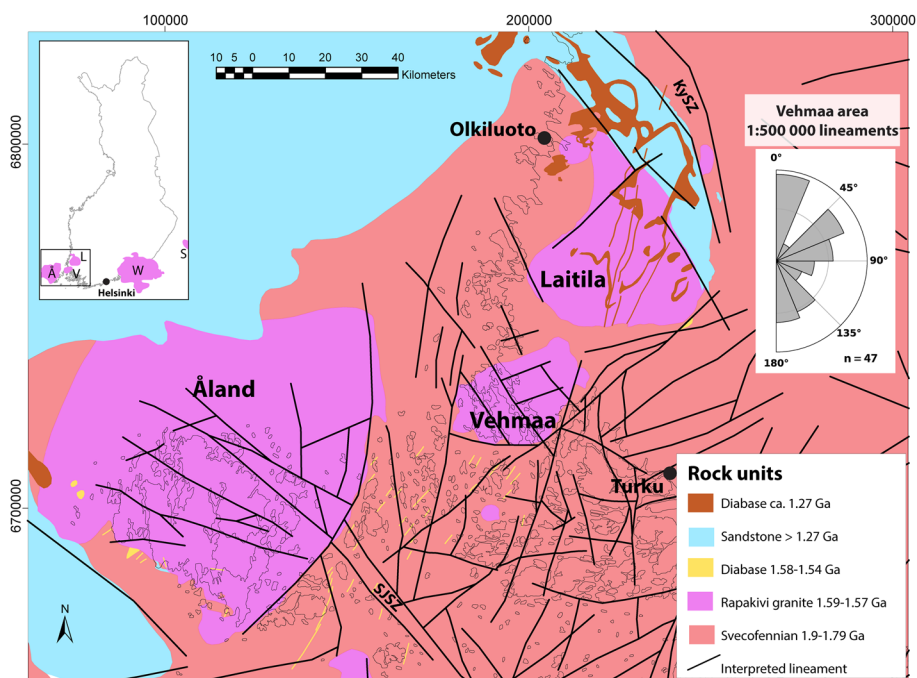 100000
200000
300000
10 5 0 10 20 30 40
Kilometers
6800000
6700000
L
Å
V
W
S
Helsinki
Olkiluoto
KySZ
Laitila
Åland
Vehmaa
Turku
SJSZ
N
Vehmaa area
1:500 000 lineaments
0°
45°
90°
135°
180°
n = 47
Rock units
Diabase ca. 1.27 Ga
Sandstone > 1.27 Ga
Diabase 1.58-1.54 Ga
Rapakivi granite 1.59-1.57 Ga
Svecofennian 1.9-1.79 Ga
Interpreted lineament